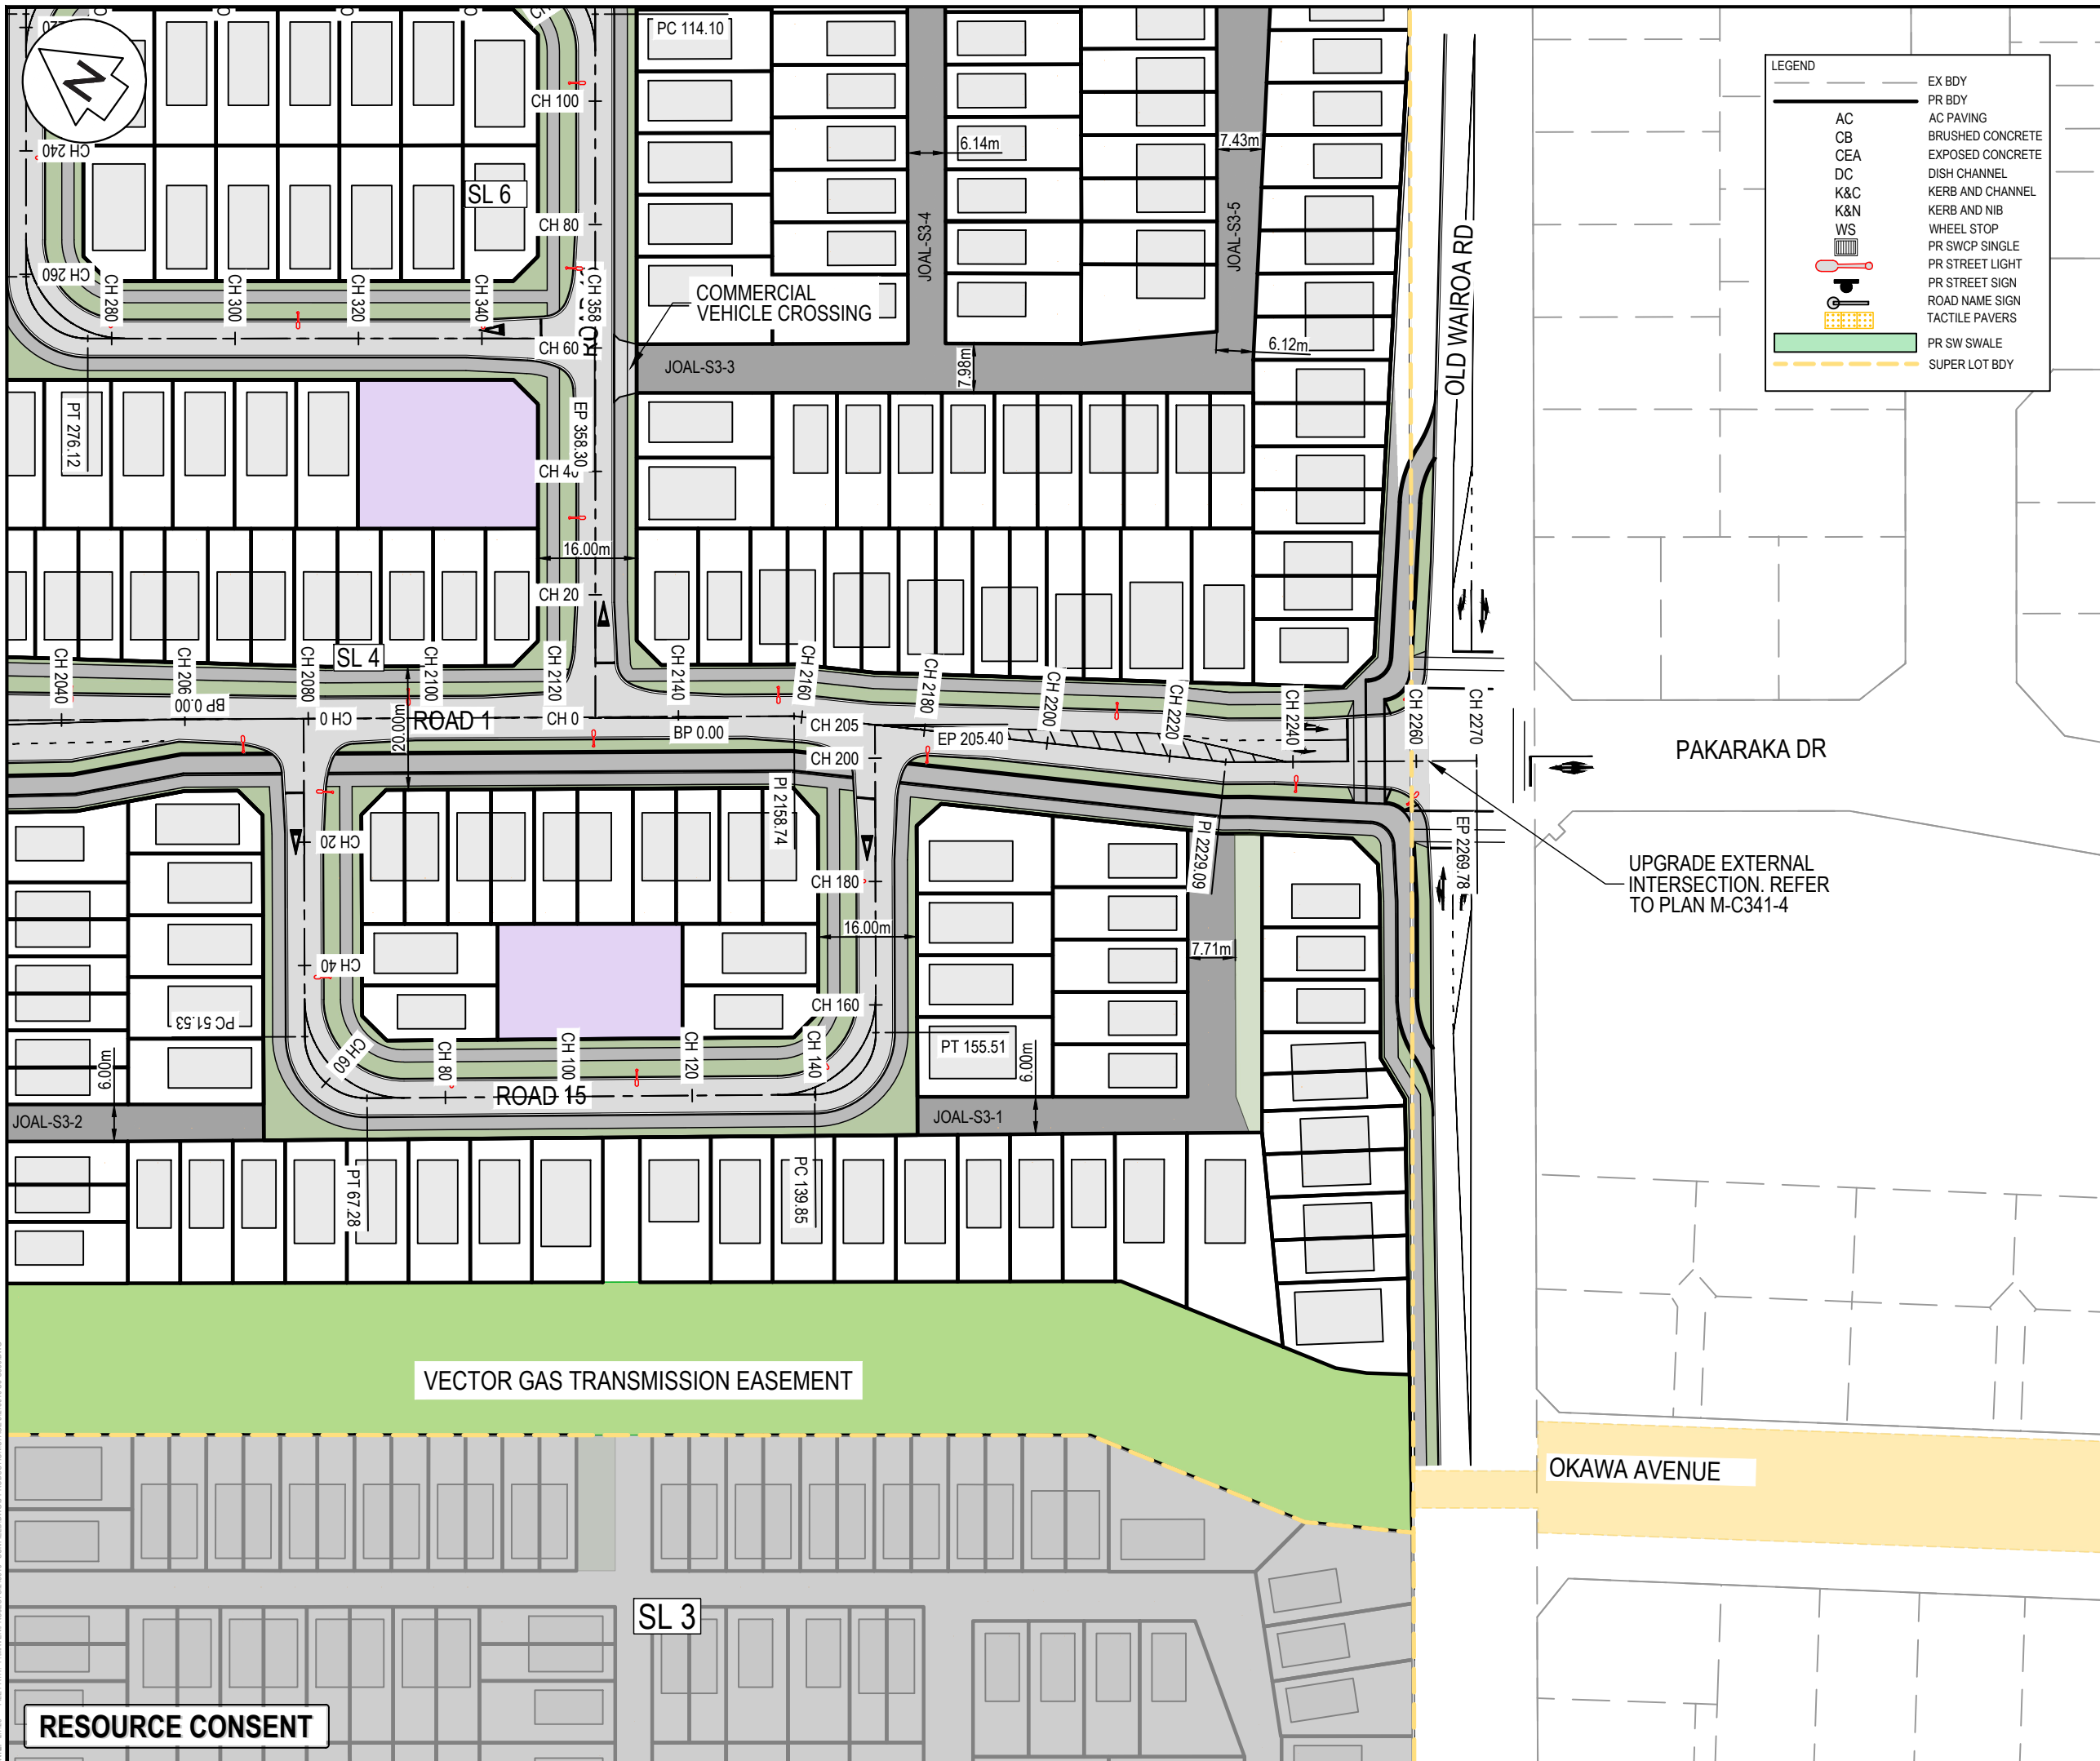 N
PC 114.10
CH 100
CH 240
6.14m
7.43m
SL 6
CH 80
JOAL-S3-4
JOAL-S3-5
OLD WAIROA RD
CH 260
CH 280
CH 300
CH 320
CH 340
CH 358
COMMERCIAL
VEHICLE CROSSING
CH 60
JOAL-S3-3
7.98m
6.12m
PT 276.12
EP 358.30
16.00m
CH 20
SL 4
CH 2040
CH 2080
CH 2100
CH 2120
CH 2140
CH 2160
CH 2180
CH 2200
CH 2220
CH 2240
CH 2260
CH 2270
BP 0.00
CH 0
ROAD 1
20.00m
CH 0
BP 0.00
CH 205
EP 205.40
CH 200
PAKARAKA DR
PI 2158.74
PI 2229.09
EP 2269.78
CH 20
CH 180
UPGRADE EXTERNAL
INTERSECTION. REFER
TO PLAN M-C341-4
16.00m
7.71m
CH 40
PC 51.53
CH 160
PT 155.51
CH 60
CH 80
CH 100
CH 120
CH 140
6.00m
6.00m
ROAD 15
JOAL-S3-2
JOAL-S3-1
PT 67.28
PC 139.85
VECTOR GAS TRANSMISSION EASEMENT
OKAWA AVENUE
SL 3
RESOURCE CONSENT
LEGEND
EX BDY
PR BDY
AC AC PAVING
CB BRUSHED CONCRETE
CEA EXPOSED CONCRETE
DC DISH CHANNEL
K&C KERB AND CHANNEL
K&N KERB AND NIB
WS WHEEL STOP
PR SWCP SINGLE
PR STREET LIGHT
PR STREET SIGN
ROAD NAME SIGN
TACTILE PAVERS
PR SW SWALE
SUPER LOT BDY